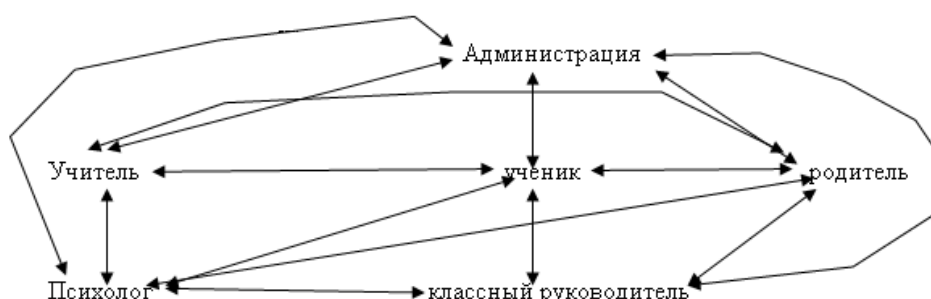 Администрация
Учитель ученик родитель
Психолог классный руководитель